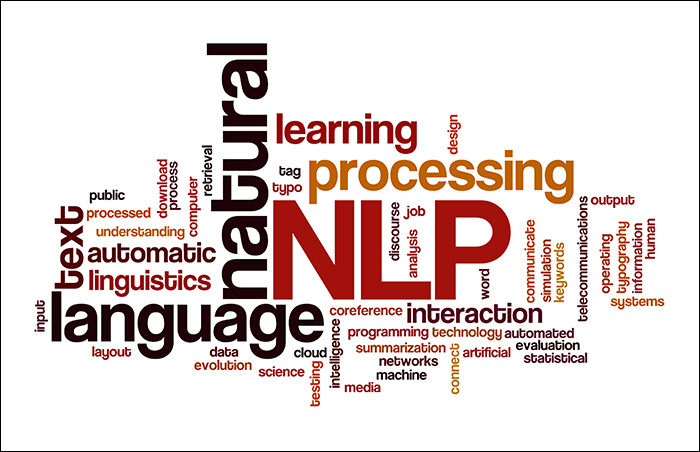 natural
learning
design
processing
tag
typo
retrieval
computer
process
download
public
processed
understanding
text
automatic
linguistics
NLP
discourse
job
analysis
word
communicate
simulation
keywords
telecommunications
output
operating
typography
information
human
systems
input
language
coreference
interaction
layout
data
evolution
science
cloud
testing
intelligence
media
programming
technology
automated
summarization
networks
machine
connect
artificial
evaluation
statistical